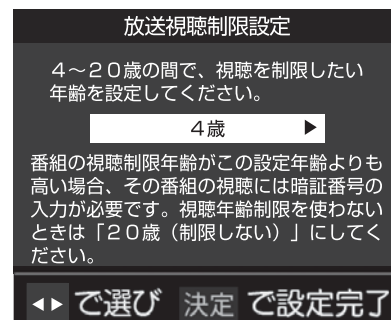 放送視聴制限設定
４～２０歳の間で、視聴を制限したい
年齢を設定してください。
４歳 ▶
番組の視聴制限年齢がこの設定年齢よりも
高い場合、その番組の視聴には暗証番号の
入力が必要です。視聴年齢制限を使わない
ときは「２０歳（制限しない）」にしてく
ださい。
◀▶ で選び 決定 で設定完了